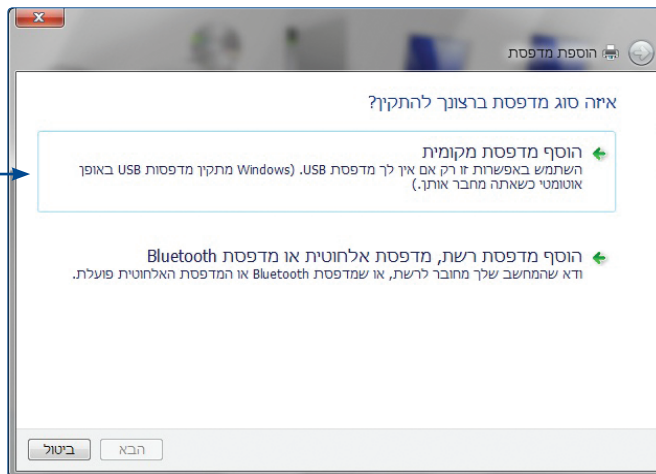 הוספת מדפסת
איזה סוג מדפסת ברצונך להתקין?
הוסף מדפסת מקומית
השתמש באפשרות זו רק אם אין לך מדפסת USB. (Windows מתקין מדפסות USB באופן
אוטומטי כשאתה מחבר אותן.)
הוסף מדפסת רשת, מדפסת אלחוטית או מדפסת Bluetooth
ודא שהמחשב שלך מחובר לרשת, או שמדפסת Bluetooth או המדפסת האלחוטית פועלת.
הבא
ביטול